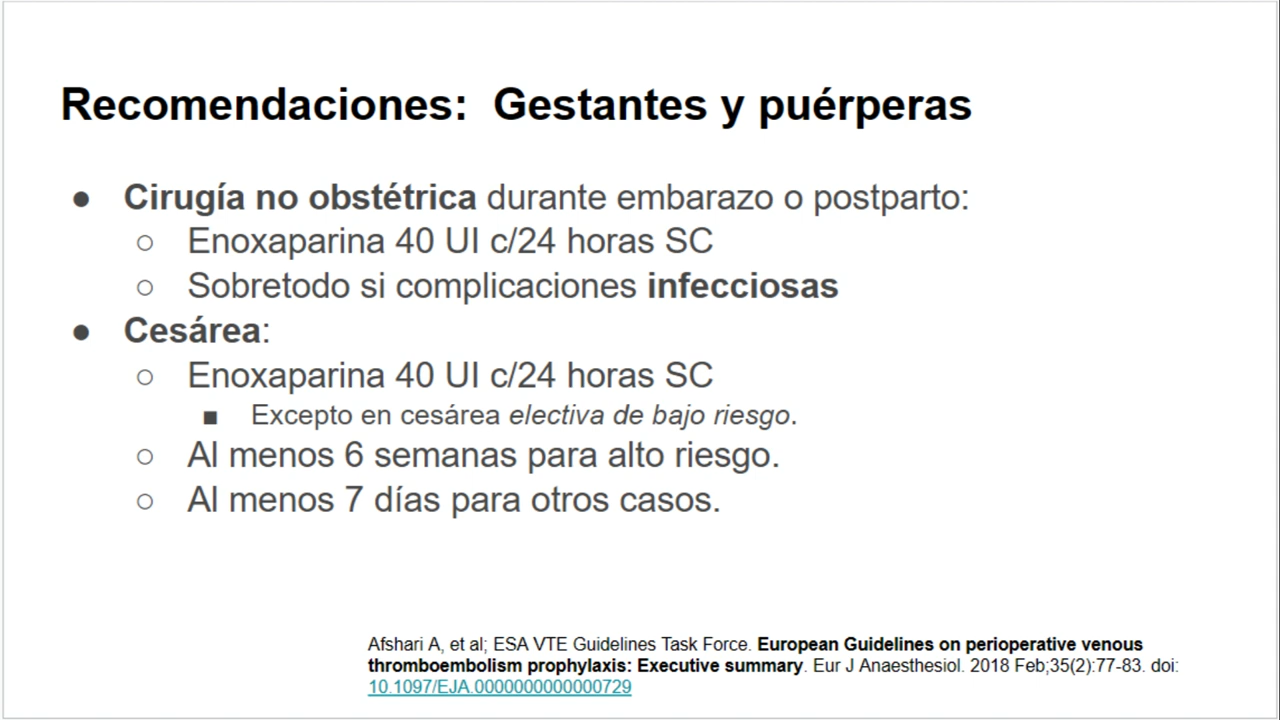 Recomendaciones: Gestantes y puérperas
● Cirugía no obstétrica durante embarazo o postparto:
○ Enoxaparina 40 UI c/24 horas SC
○ Sobretodo si complicaciones infecciosas
● Cesárea:
○ Enoxaparina 40 UI c/24 horas SC
■ Excepto en cesárea electiva de bajo riesgo.
○ Al menos 6 semanas para alto riesgo.
○ Al menos 7 días para otros casos.
Afshari A, et al; ESA VTE Guidelines Task Force. European Guidelines on perioperative venous
thromboembolism prophylaxis: Executive summary. Eur J Anaesthesiol. 2018 Feb;35(2):77-83. doi:
10.1097/EJA.0000000000000729